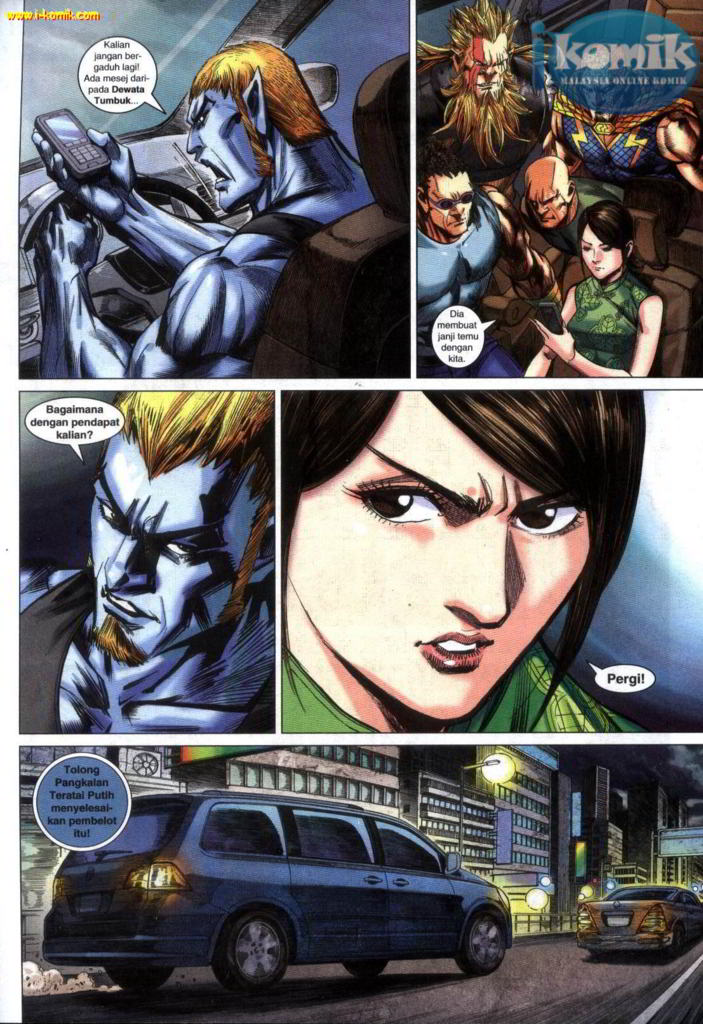 www.i-komik.com
i komik
MALAYSIA ONLINE KOMIK
Kalian
jangan ber-
gaduh lagi!
Ada mesej dari-
pada Dewata
Tumbuk...
Dia
membuat
janji temu
dengan
kita.
Bagaimana
dengan pendapat
kalian?
Pergi!
Tolong
Pangkalan
Teratai Putih
menyelesai-
kan pembelot
itu!